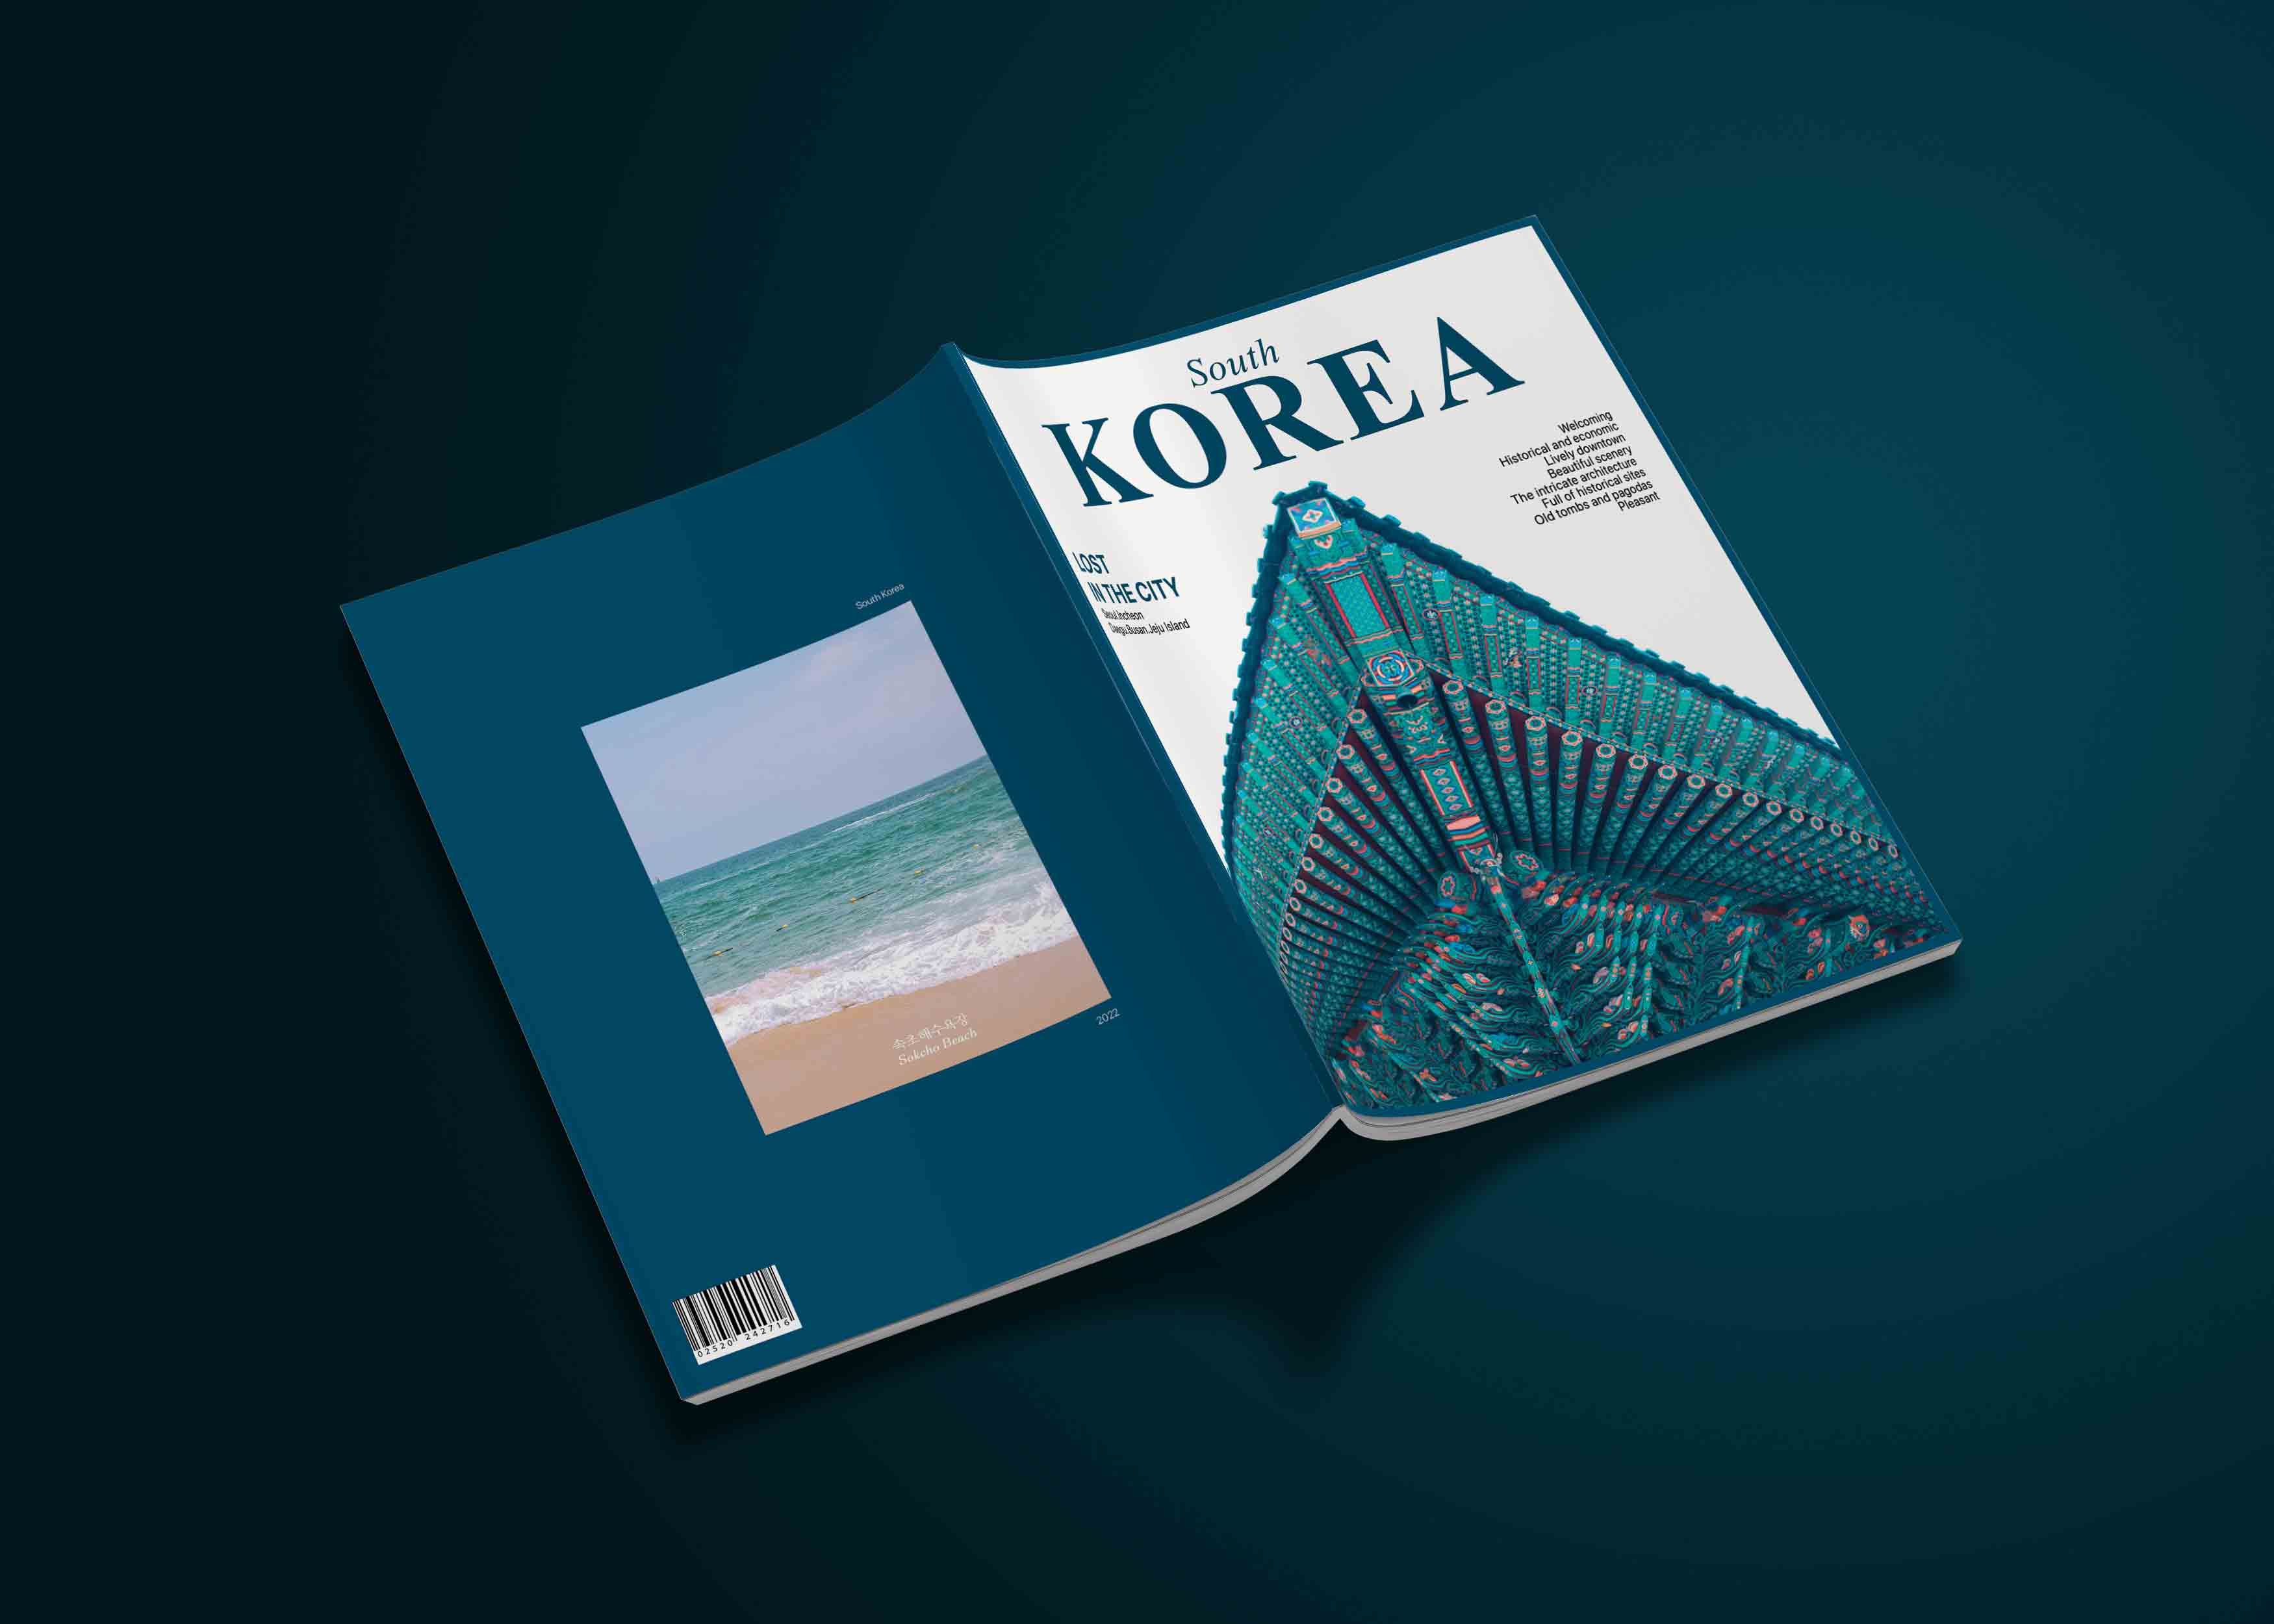 South
KOREA
Welcoming
Historical and economic
Lively downtown
Beautiful scenery
The intricate architecture
Full of historical sites
Old tombs and pagodas
Pleasant
LOST
IN THE CITY
Seoul.Incheon
Daegu.Busan.Jeju Island
South Korea
속초해수욕장
Sokcho Beach
2022
02520 242716